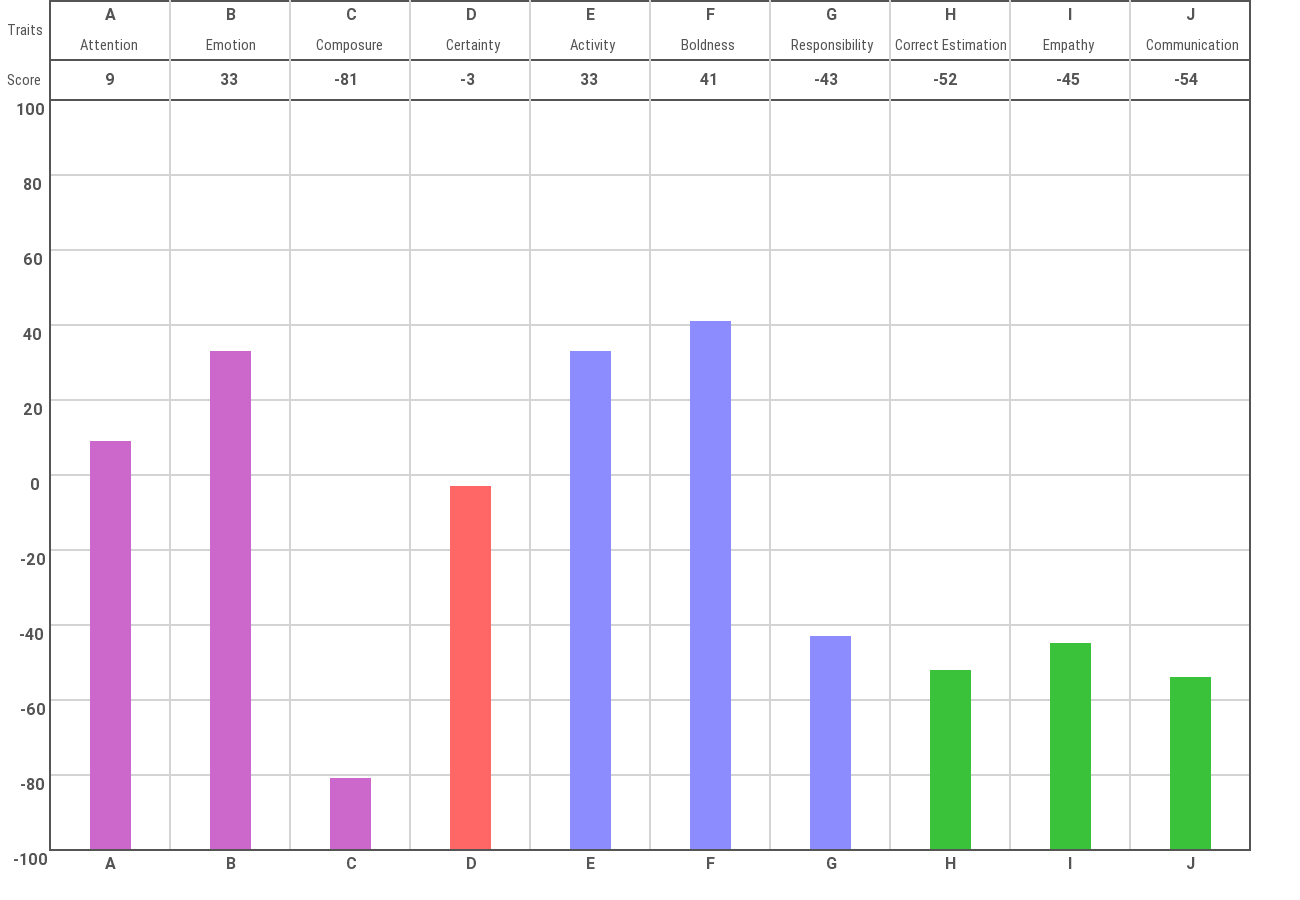 Traits A B C D E F G H I J
Attention Emotion Composure Certainty Activity Boldness Responsibility Correct Estimation Empathy Communication
Score 9 33 -81 -3 33 41 -43 -52 -45 -54
100
80
60
40
20
0
-20
-40
-60
-80
-100
A B C D E F G H I J